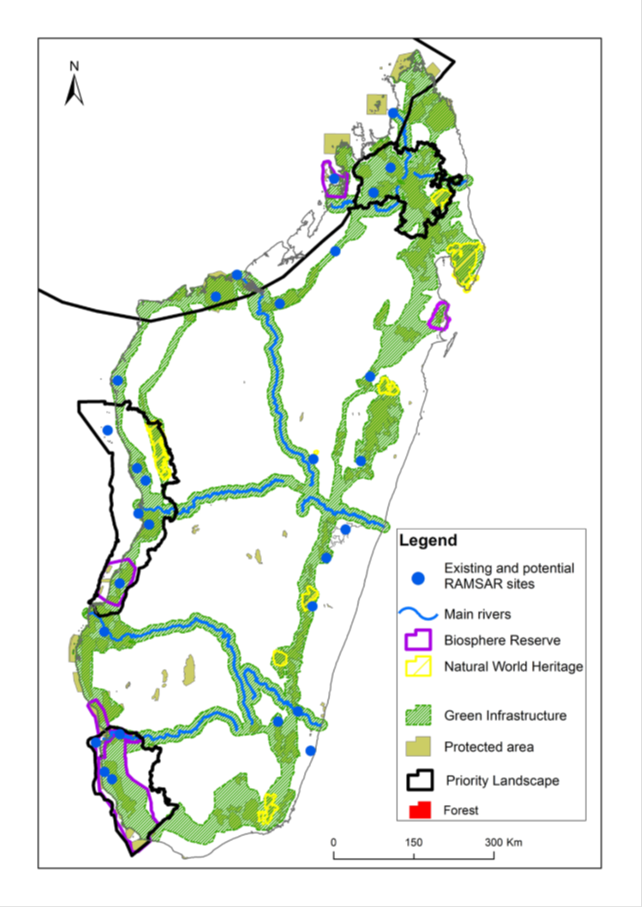 N
Legend
Existing and potential
RAMSAR sites
Main rivers
Biosphere Reserve
Natural World Heritage
Green Infrastructure
Protected area
Priority Landscape
Forest
0 150 300 Km